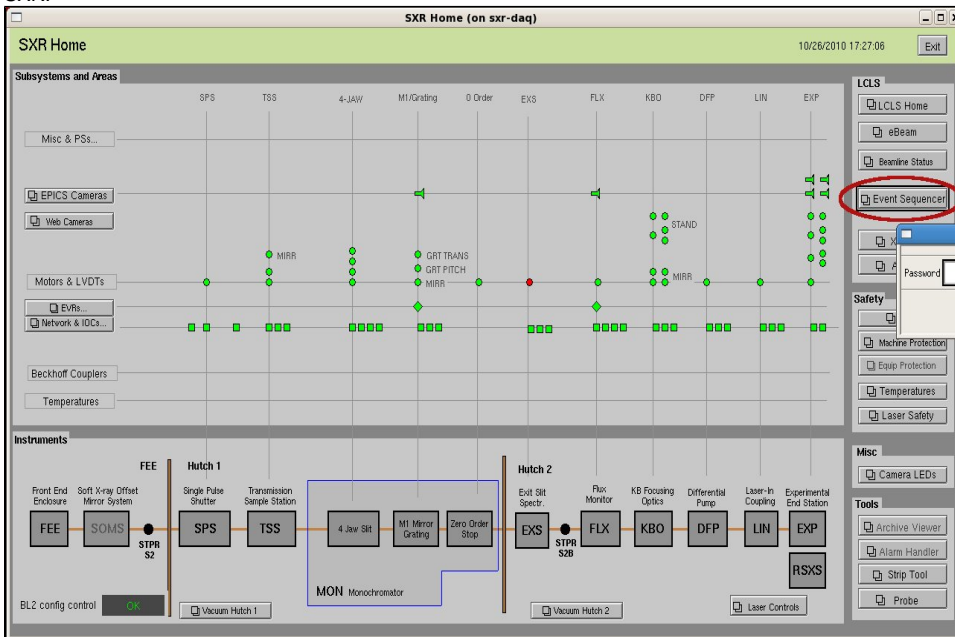 SXR Home (on sxr-daq)
SXR Home
10/26/2010 17:27:06
Exit
Subsystems and Areas
SPS TSS 4-JAW M1/Grating 0 Order EXS FLX KBO DFP LIN EXP
Misc & PSs...
EPICS Cameras
Web Cameras
STAND
MIRR
GRT TRANS
GRT PITCH
MIRR
MIRR
Motors & LVDTs
EVRs...
Network & IOCs...
Beckhoff Couplers
Temperatures
LCLS
LCLS Home
eBeam
Beamline Status
Event Sequencer
X
A
Password
Safety
Machine Protection
Equip Protection
Temperatures
Laser Safety
Misc
Camera LEDs
Tools
Archive Viewer
Alarm Handler
Strip Tool
Probe
Instruments
FEE
Hutch 1
Hutch 2
Front End
Enclosure
FEE
Soft X-ray Offset
Mirror System
SOMS
STPR
S2
Single Pulse
Shutter
SPS
Transmission
Sample Station
TSS
4 Jaw Slit
M1 Mirror
Grating
Zero Order
Stop
MON Monochromator
Exit Slit
Spectr.
EXS
STPR
S2B
Flux
Monitor
FLX
KB Focusing
Optics
KBO
Differential
Pump
DFP
Laser-In
Coupling
LIN
Experimental
End Station
EXP
RSXS
BL2 config control
OK
Vacuum Hutch 1
Vacuum Hutch 2
Laser Controls